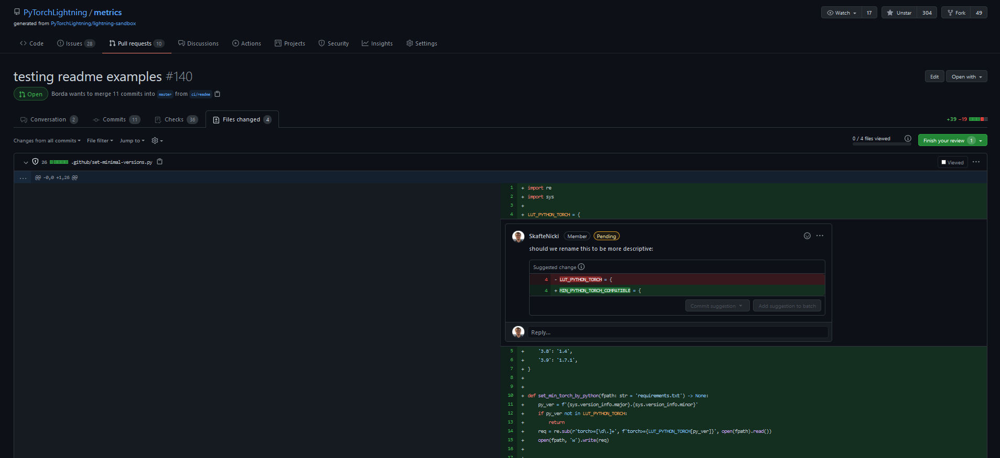 PyTorchLightning / metrics
Watch 17 Unstar 304 Fork 49
generated from PyTorchLightning/lightning-sandbox
Code Issues 28 Pull requests 10 Discussions Actions Projects Security Insights Settings
testing readme examples #140
Edit Open with
Open Borda wants to merge 11 commits into master from ci/readme
Conversation 2 Commits 11 Checks 36 Files changed 4
+39 −19
Changes from all commits File filter Jump to
0 / 4 files viewed Finish your review 1
26 .github/set-minimal-versions.py
Viewed
... @@ -0,0 +1,26 @@
1 + import re
2 + import sys
3 +
4 + LUT_PYTHON_TORCH = {
SkafteNicki Member Pending
should we rename this to be more descriptive:
Suggested change
4 - LUT_PYTHON_TORCH = {
4 + MIN_PYTHON_TORCH_COMPATIBLE = {
Commit suggestion Add suggestion to batch
Reply...
5 + '3.8': '1.4',
6 + '3.9': '1.7.1',
7 + }
8 +
9 +
10 + def set_min_torch_by_python(fpath: str = 'requirements.txt') -> None:
11 + py_ver = f'{sys.version_info.major}.{sys.version_info.minor}'
12 + if py_ver not in LUT_PYTHON_TORCH:
13 + return
14 + req = re.sub(r'torch>=[\d\.]+', f'torch>={LUT_PYTHON_TORCH[py_ver]}', open(fpath).read())
15 + open(fpath, 'w').write(req)
16 +
17 +